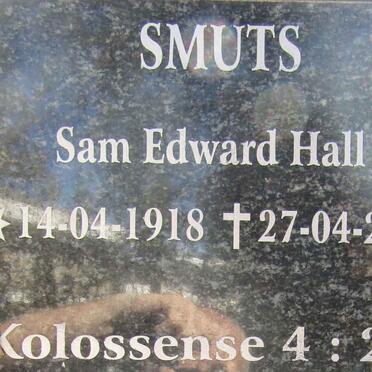 SMUTS
Sam Edward Hall
★ 14-04-1918 ✝ 27-04-2
Kolossense 4 : 2